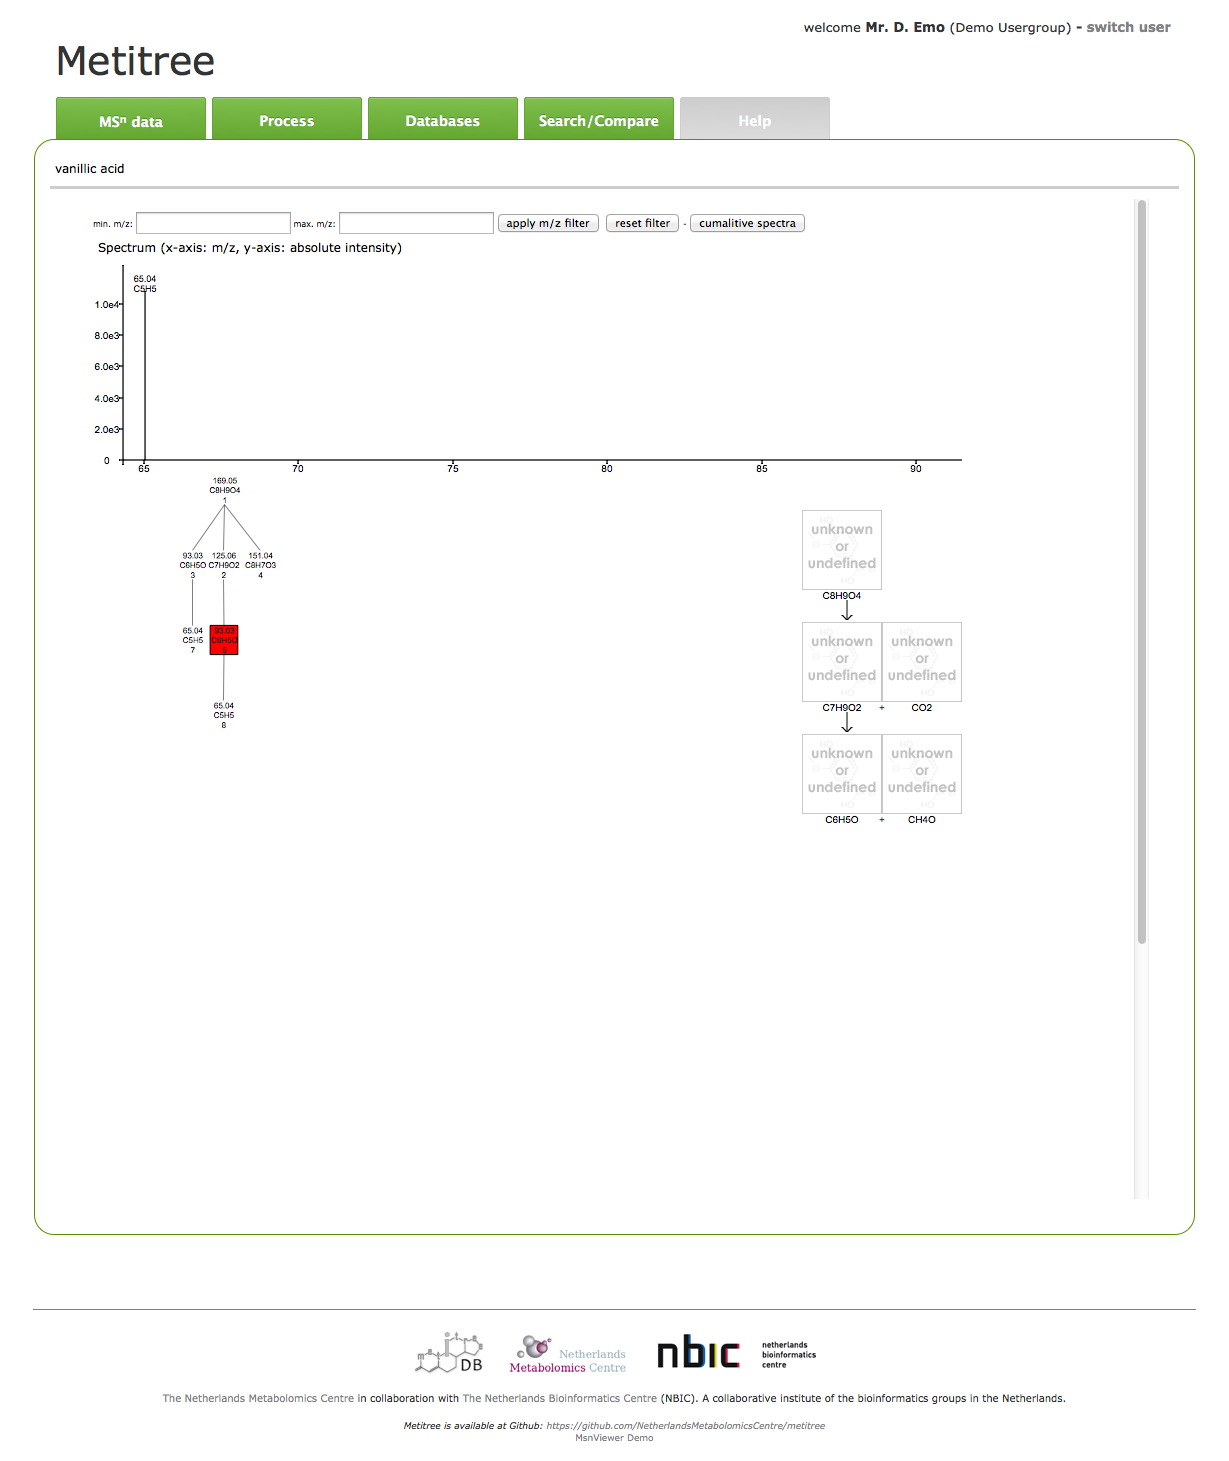 welcome Mr. D. Emo (Demo Usergroup) - switch user
Metitree
MSⁿ data Process Databases Search/Compare Help
vanillic acid
min. m/z: max. m/z: apply m/z filter reset filter - cumalitive spectra
Spectrum (x-axis: m/z, y-axis: absolute intensity)
65.04
C5H5
1.0e4
8.0e3
6.0e3
4.0e3
2.0e3
0
65 70 75 80 85 90
169.05
C8H9O4
1
93.03 125.06 151.04
C6H5O C7H9O2 C8H7O3
3 2 4
65.04 93.03
C5H5 C6H5O
7
65.04
C5H5
8
unknown
or
undefined
C8H9O4
unknown unknown
or or
undefined undefined
C7H9O2 + CO2
unknown unknown
or or
undefined undefined
C6H5O + CH4O
DB
Netherlands
Metabolomics Centre
nbic
netherlands
bioinformatics
centre
The Netherlands Metabolomics Centre in collaboration with The Netherlands Bioinformatics Centre (NBIC). A collaborative institute of the bioinformatics groups in the Netherlands.
Metitree is available at Github: https://github.com/NetherlandsMetabolomicsCentre/metitree
MsnViewer Demo